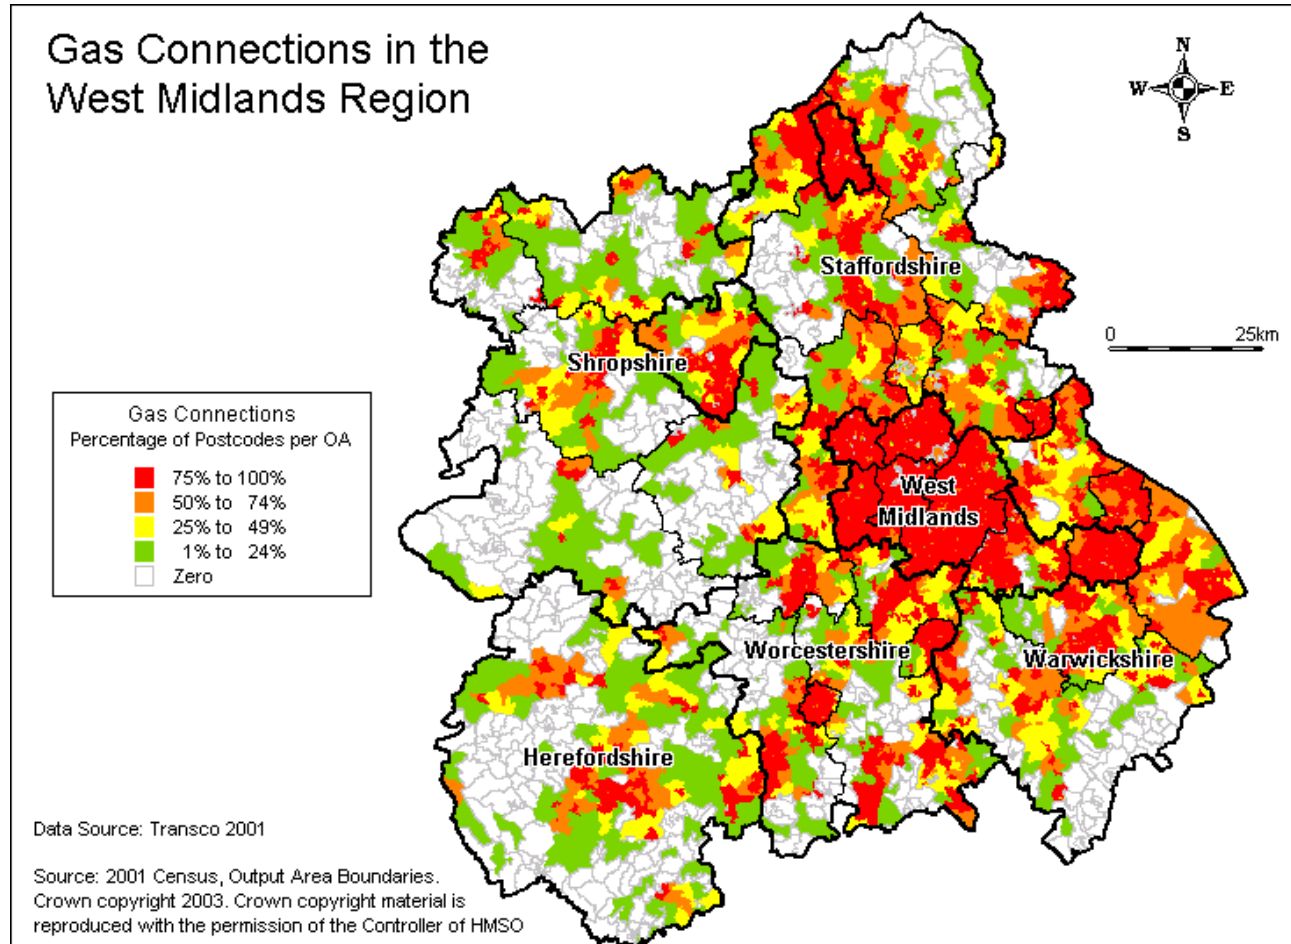 Gas Connections in the
West Midlands Region
N
W
E
S
Staffordshire
0 25km
Shropshire
Gas Connections
Percentage of Postcodes per OA
75% to 100%
50% to 74%
25% to 49%
1% to 24%
Zero
West
Midlands
Worcestershire
Warwickshire
Herefordshire
Data Source: Transco 2001
Source: 2001 Census, Output Area Boundaries.
Crown copyright 2003. Crown copyright material is
reproduced with the permission of the Controller of HMSO